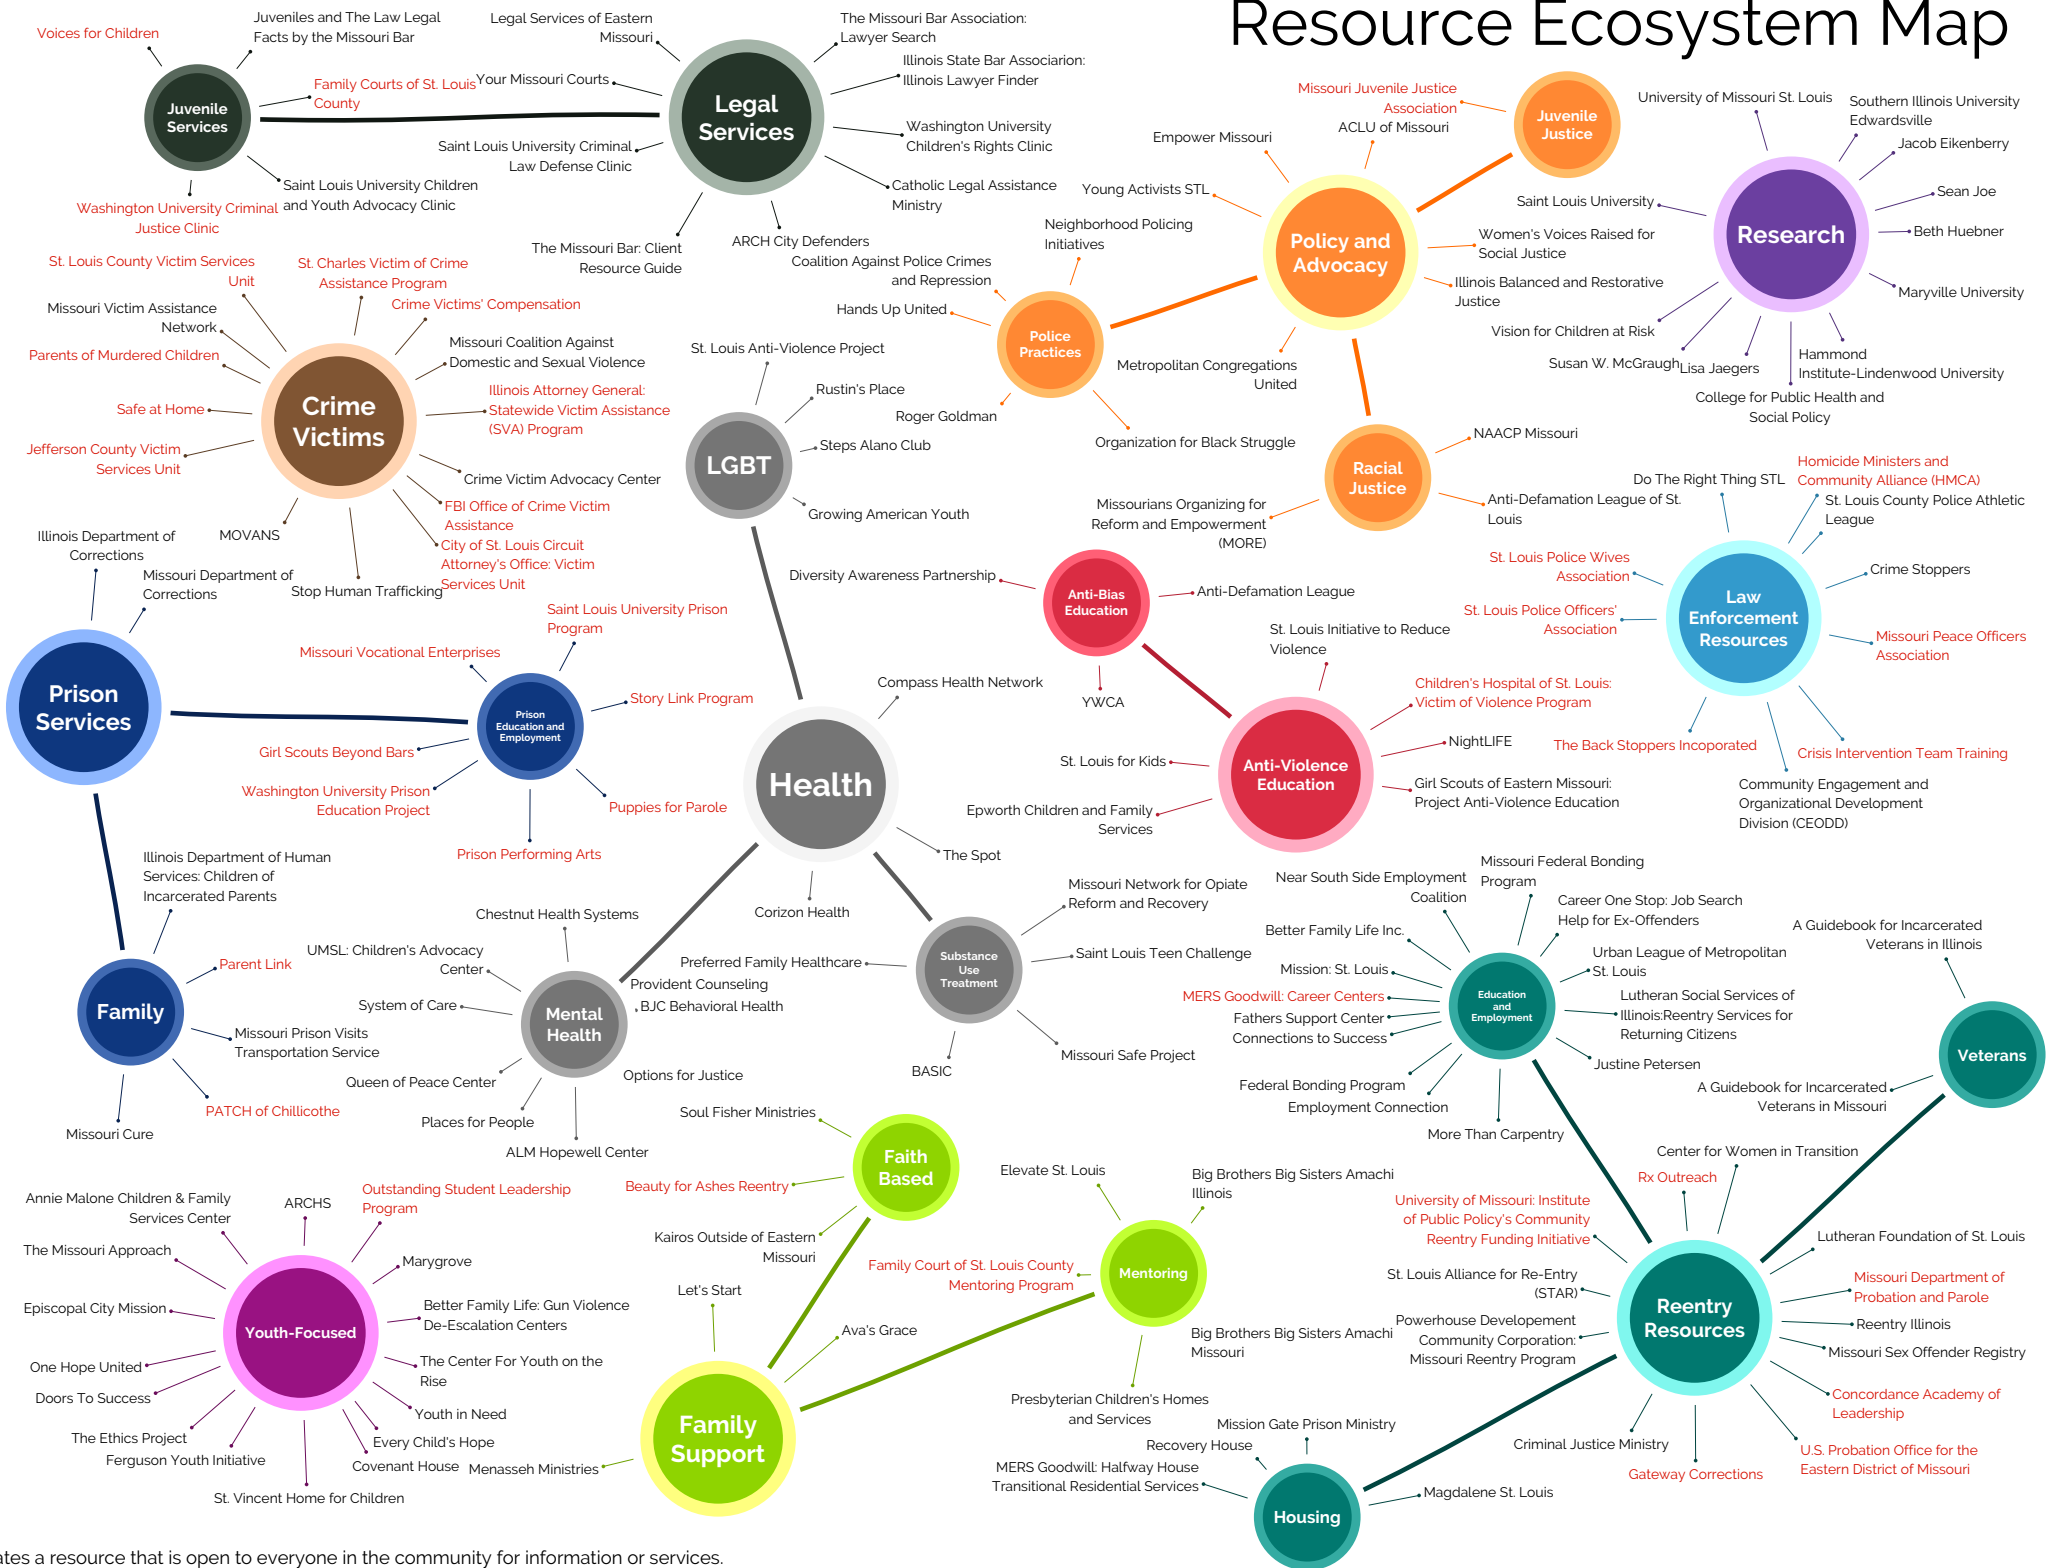 Resource Ecosystem Map
Voices for Children
Juveniles and The Law Legal
Facts by the Missouri Bar
Family Courts of St. Louis
County
Juvenile
Services
Saint Louis University Children
and Youth Advocacy Clinic
Washington University Criminal
Justice Clinic
Legal Services of Eastern
Missouri
The Missouri Bar Association:
Lawyer Search
Your Missouri Courts
Illinois State Bar Associarion:
Illinois Lawyer Finder
Legal
Services
Washington University
Children's Rights Clinic
Saint Louis University Criminal
Law Defense Clinic
Catholic Legal Assistance
Ministry
The Missouri Bar: Client
Resource Guide
ARCH City Defenders
Missouri Juvenile Justice
Association
Juvenile
Justice
Empower Missouri
ACLU of Missouri
Young Activists STL
Policy and
Advocacy
Women's Voices Raised for
Social Justice
Illinois Balanced and Restorative
Justice
Metropolitan Congregations
United
Neighborhood Policing
Initiatives
Coalition Against Police Crimes
and Repression
Hands Up United
Police
Practices
Roger Goldman
Organization for Black Struggle
NAACP Missouri
Racial
Justice
Anti-Defamation League of St.
Louis
Missourians Organizing for
Reform and Empowerment
(MORE)
University of Missouri St. Louis
Southern Illinois University
Edwardsville
Jacob Eikenberry
Sean Joe
Saint Louis University
Research
Beth Huebner
Maryville University
Vision for Children at Risk
Susan W. McGraugh
Lisa Jaegers
Hammond
Institute-Lindenwood University
College for Public Health and
Social Policy
St. Louis County Victim Services
Unit
St. Charles Victim of Crime
Assistance Program
Crime Victims' Compensation
Missouri Victim Assistance
Network
Missouri Coalition Against
Domestic and Sexual Violence
Parents of Murdered Children
Crime
Victims
Illinois Attorney General:
Statewide Victim Assistance
(SVA) Program
Safe at Home
Jefferson County Victim
Services Unit
Crime Victim Advocacy Center
FBI Office of Crime Victim
Assistance
MOVANS
City of St. Louis Circuit
Attorney's Office: Victim
Services Unit
Stop Human Trafficking
St. Louis Anti-Violence Project
Rustin's Place
LGBT
Steps Alano Club
Growing American Youth
Do The Right Thing STL
Homicide Ministers and
Community Alliance (HMCA)
St. Louis County Police Athletic
League
St. Louis Police Wives
Association
Crime Stoppers
Law
Enforcement
Resources
St. Louis Police Officers'
Association
Missouri Peace Officers
Association
The Back Stoppers Incoporated
Crisis Intervention Team Training
Community Engagement and
Organizational Development
Division (CEODD)
Illinois Department of
Corrections
Missouri Department of
Corrections
Prison
Services
Saint Louis University Prison
Program
Missouri Vocational Enterprises
Story Link Program
Prison
Education and
Employment
Girl Scouts Beyond Bars
Washington University Prison
Education Project
Puppies for Parole
Prison Performing Arts
Diversity Awareness Partnership
Anti-Bias
Education
Anti-Defamation League
YWCA
St. Louis Initiative to Reduce
Violence
Children's Hospital of St. Louis:
Victim of Violence Program
NightLIFE
St. Louis for Kids
Anti-Violence
Education
Girl Scouts of Eastern Missouri:
Project Anti-Violence Education
Epworth Children and Family
Services
Compass Health Network
Health
The Spot
Corizon Health
Illinois Department of Human
Services: Children of
Incarcerated Parents
Parent Link
Family
Missouri Prison Visits
Transportation Service
PATCH of Chillicothe
Missouri Cure
Chestnut Health Systems
UMSL: Children's Advocacy
Center
Provident Counseling
System of Care
BJC Behavioral Health
Mental
Health
Queen of Peace Center
Options for Justice
Places for People
ALM Hopewell Center
Missouri Network for Opiate
Reform and Recovery
Preferred Family Healthcare
Saint Louis Teen Challenge
Substance
Use
Treatment
Missouri Safe Project
BASIC
Missouri Federal Bonding
Program
Near South Side Employment
Coalition
Career One Stop: Job Search
Help for Ex-Offenders
Better Family Life Inc.
Urban League of Metropolitan
St. Louis
Mission: St. Louis
MERS Goodwill: Career Centers
Education
and
Employment
Lutheran Social Services of
Illinois:Reentry Services for
Returning Citizens
Fathers Support Center
Connections to Success
Justine Petersen
Federal Bonding Program
Employment Connection
More Than Carpentry
A Guidebook for Incarcerated
Veterans in Illinois
Veterans
A Guidebook for Incarcerated
Veterans in Missouri
Annie Malone Children & Family
Services Center
ARCHS
Outstanding Student Leadership
Program
The Missouri Approach
Marygrove
Episcopal City Mission
Better Family Life: Gun Violence
De-Escalation Centers
Youth-Focused
One Hope United
The Center For Youth on the
Rise
Doors To Success
Youth in Need
The Ethics Project
Every Child's Hope
Ferguson Youth Initiative
Covenant House
St. Vincent Home for Children
Soul Fisher Ministries
Faith
Based
Beauty for Ashes Reentry
Kairos Outside of Eastern
Missouri
Let's Start
Ava's Grace
Family
Support
Menasseh Ministries
Elevate St. Louis
Big Brothers Big Sisters Amachi
Illinois
Family Court of St. Louis County
Mentoring Program
Mentoring
Big Brothers Big Sisters Amachi
Missouri
Presbyterian Children's Homes
and Services
Center for Women in Transition
Rx Outreach
University of Missouri: Institute
of Public Policy's Community
Reentry Funding Initiative
Lutheran Foundation of St. Louis
St. Louis Alliance for Re-Entry
(STAR)
Missouri Department of
Probation and Parole
Reentry
Resources
Reentry Illinois
Powerhouse Developement
Community Corporation:
Missouri Reentry Program
Missouri Sex Offender Registry
Concordance Academy of
Leadership
Criminal Justice Ministry
U.S. Probation Office for the
Eastern District of Missouri
Gateway Corrections
Mission Gate Prison Ministry
Recovery House
MERS Goodwill: Halfway House
Transitional Residential Services
Magdalene St. Louis
Housing
ates a resource that is open to everyone in the community for information or services.